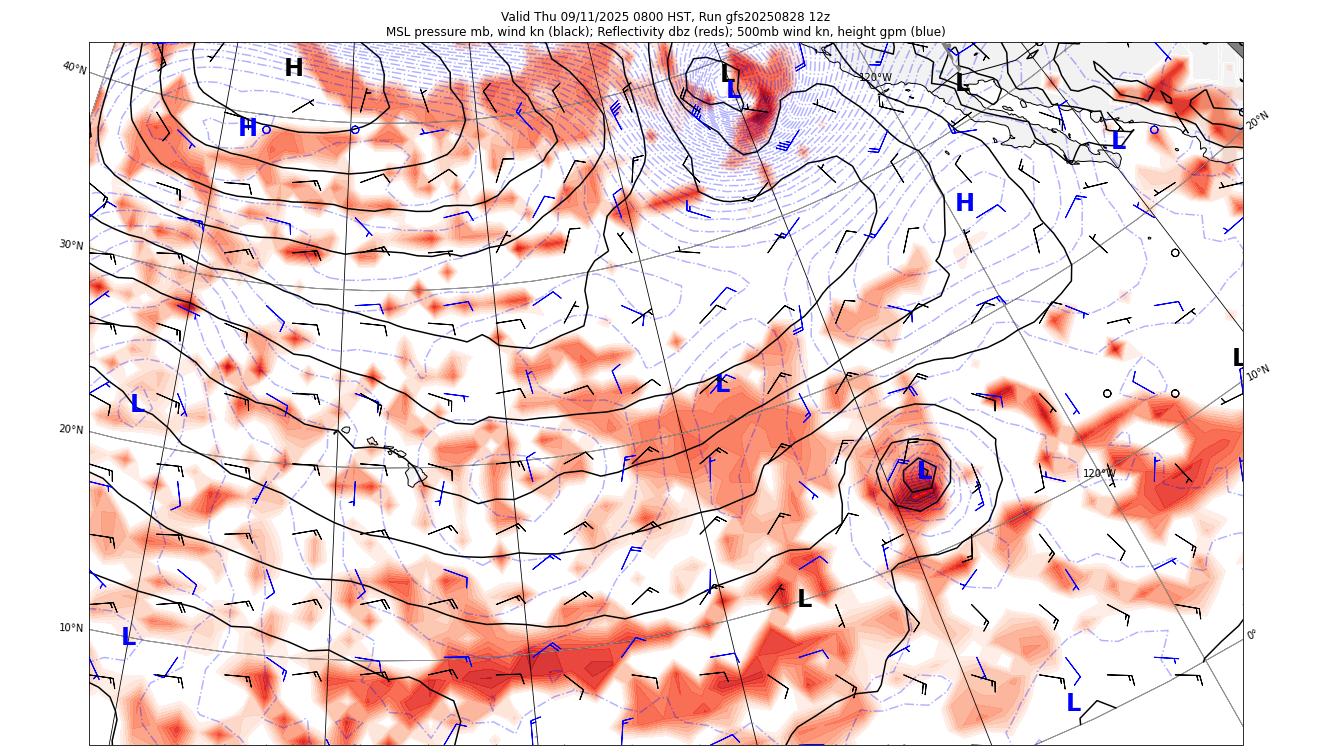 Valid Thu 09/11/2025 0800 HST, Run gfs20250828 12z
MSL pressure mb, wind kn (black); Reflectivity dbz (reds); 500mb wind kn, height gpm (blue)
40°N
H
L
L
120°W
L
20°N
H
L
H
30°N
L
10°N
L
L
20°N
L
120°W
L
10°N
L
0°
L